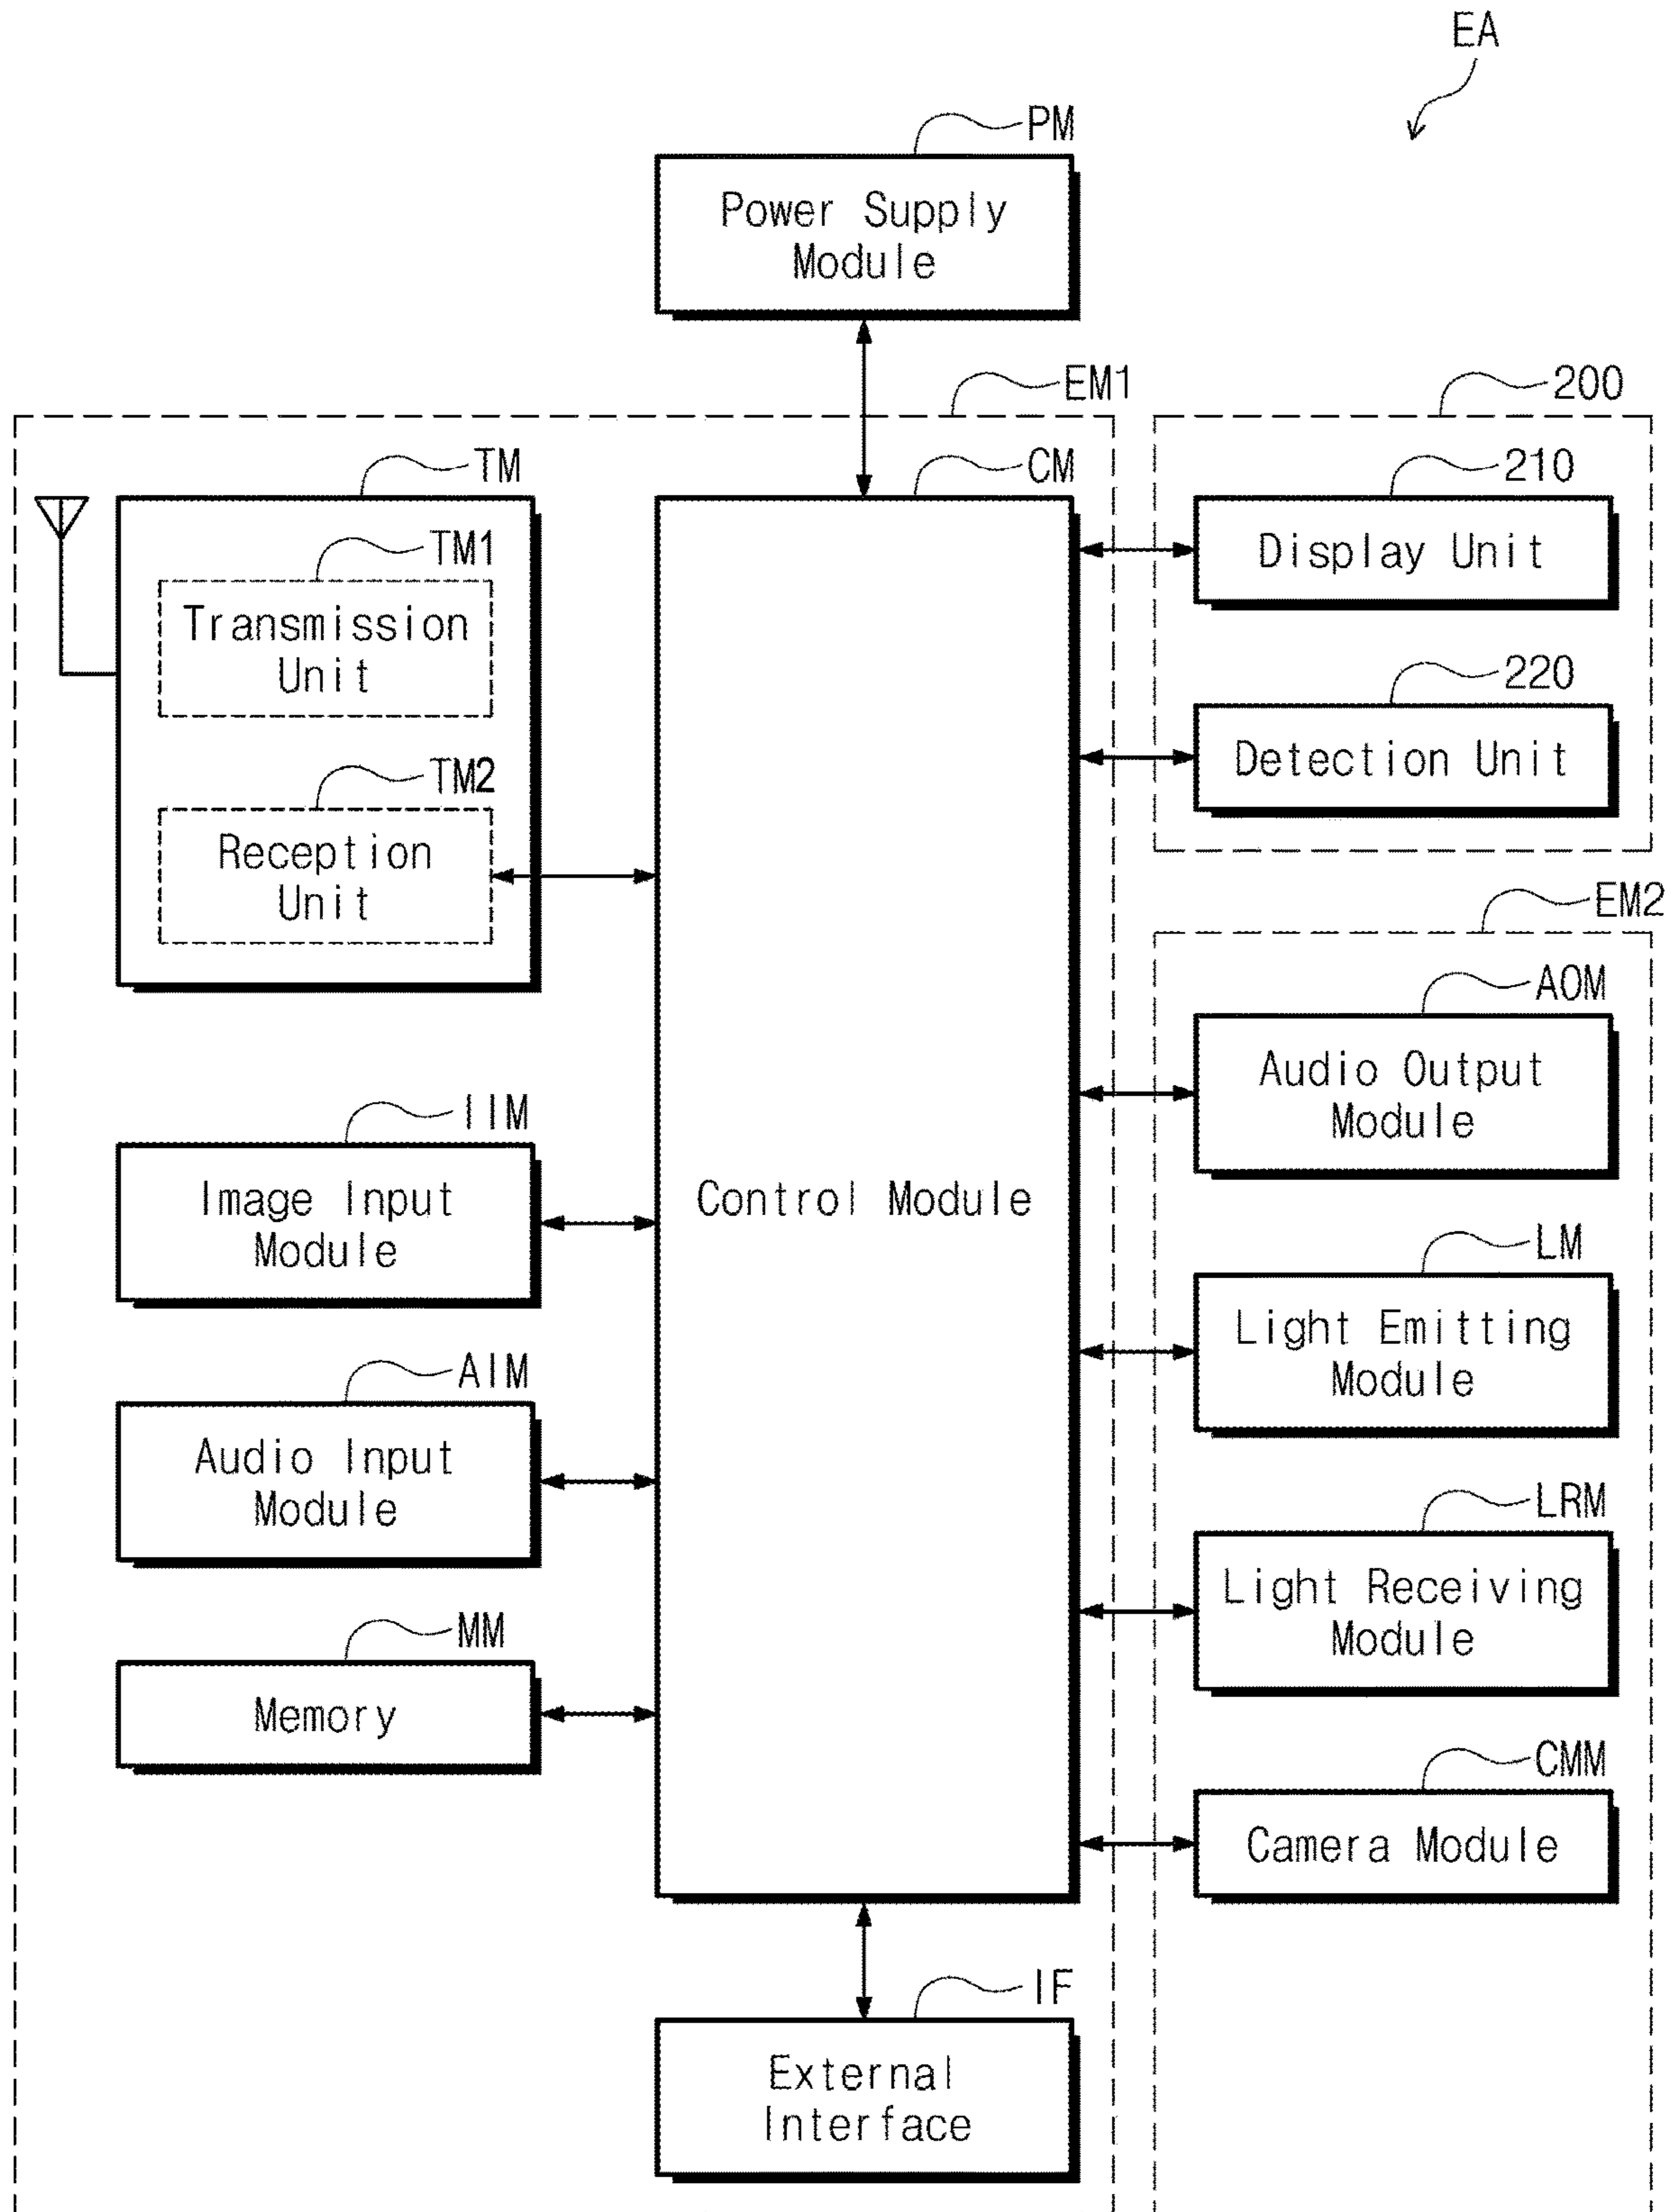 EA
PM
Power Supply
Module
EM1
200
TM
CM
210
TM1
Display Unit
Transmission
Unit
220
TM2
Detection Unit
Reception
Unit
EM2
AOM
Audio Output
Module
IIM
Image Input
Module
Control Module
LM
Light Emitting
Module
AIM
Audio Input
Module
LRM
Light Receiving
Module
MM
Memory
CMM
Camera Module
IF
External
Interface